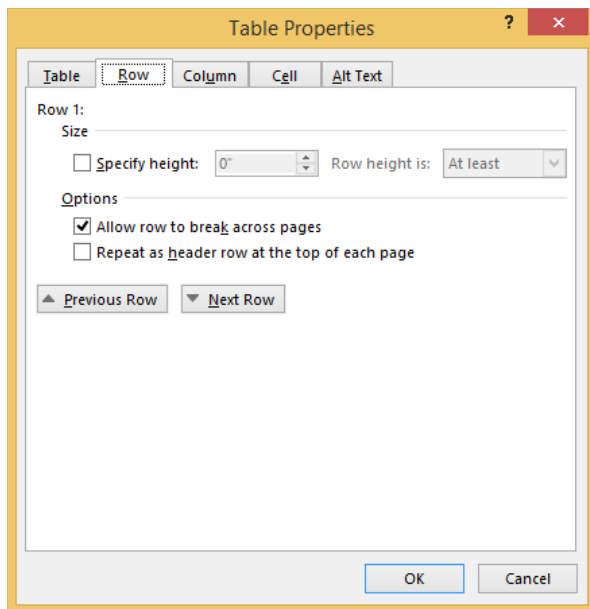 Table Properties ? ×
Table Row Column Cell Alt Text
Row 1:
Size
Specify height: 0" Row height is: At least
Options
Allow row to break across pages
Repeat as header row at the top of each page
Previous Row Next Row
OK Cancel